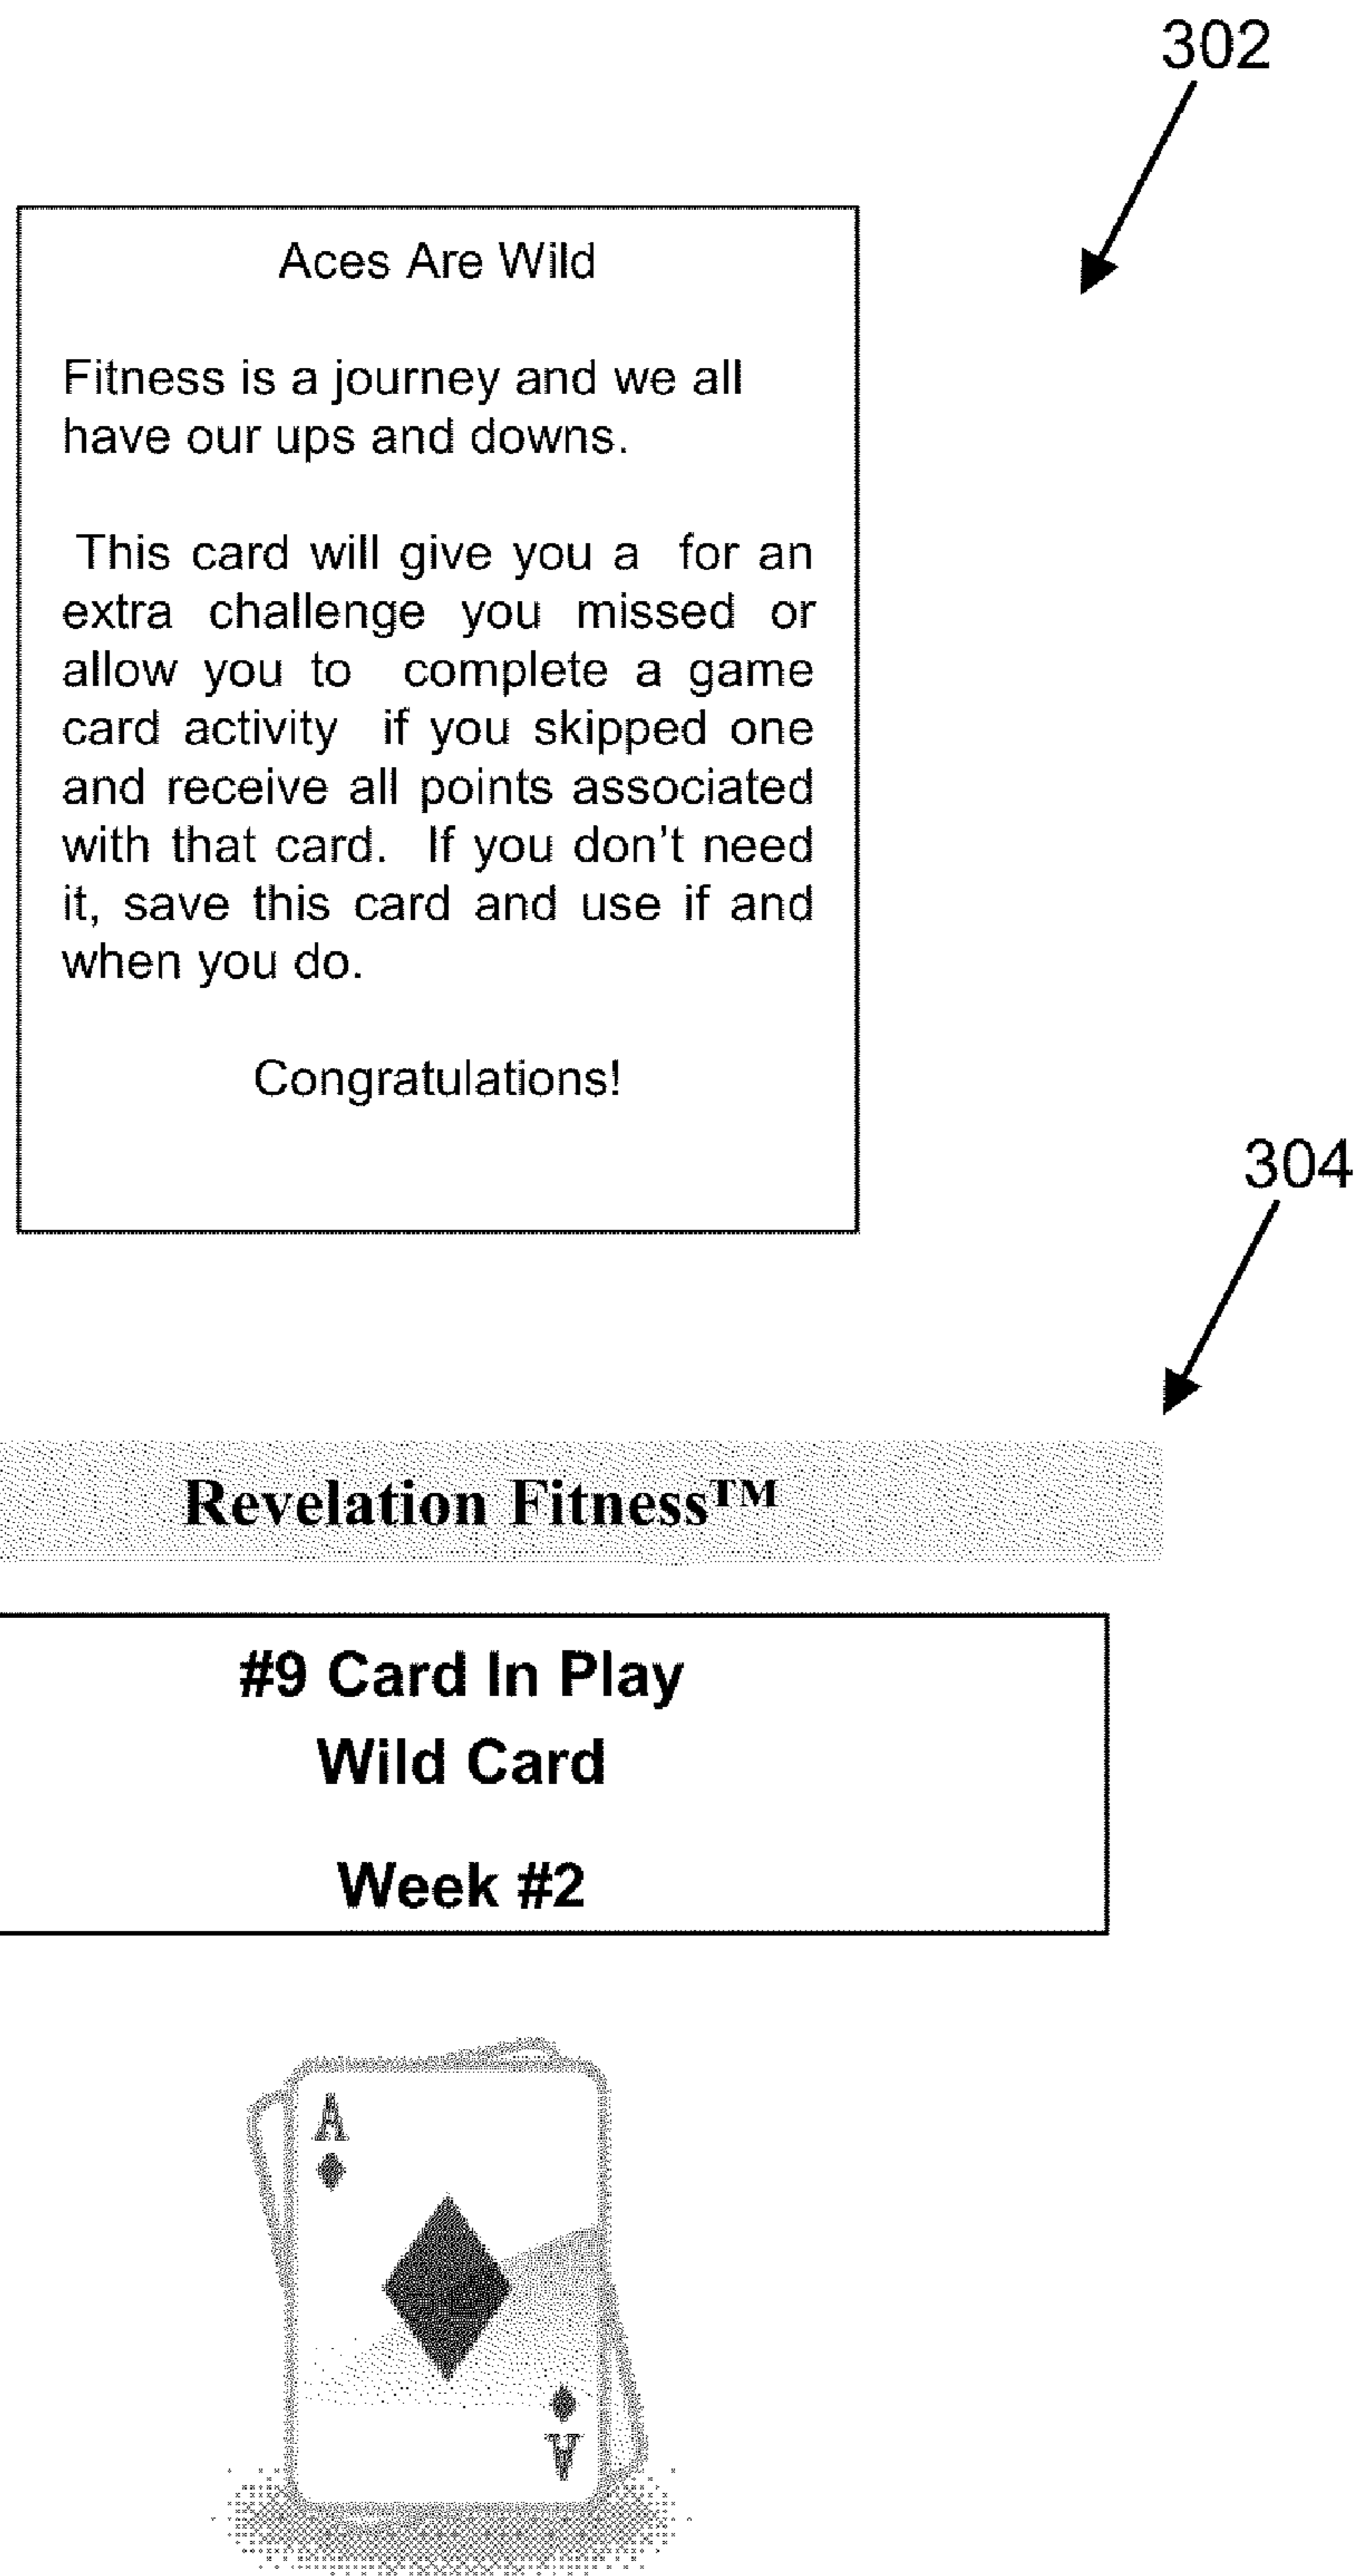 302
Aces Are Wild
Fitness is a journey and we all
have our ups and downs.
This card will give you a for an
extra challenge you missed or
allow you to complete a game
card activity if you skipped one
and receive all points associated
with that card. If you don't need
it, save this card and use if and
when you do.
Congratulations!
304
Revelation Fitness™
#9 Card In Play
Wild Card
Week #2
A
A